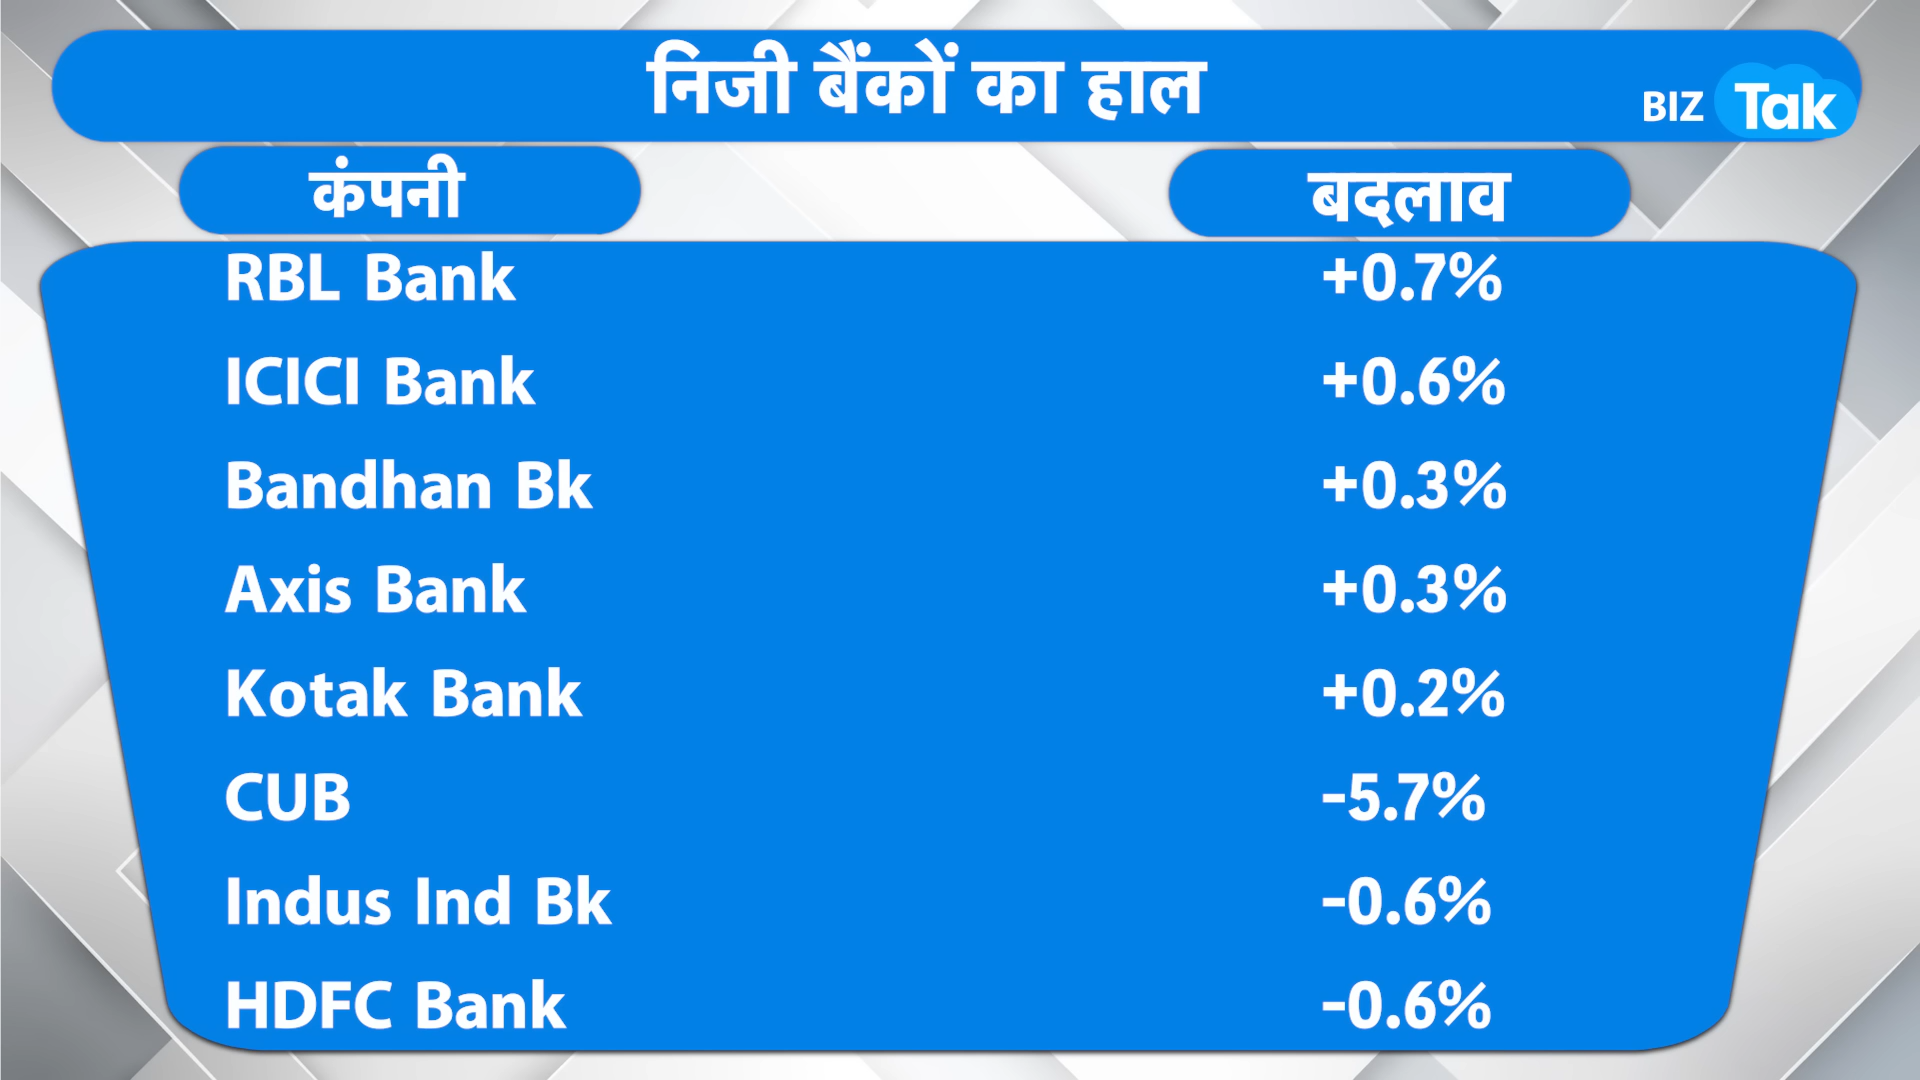 निजी बैंकों का हाल
BIZ Tak
कंपनी बदलाव
RBL Bank +0.7%
ICICI Bank +0.6%
Bandhan Bk +0.3%
Axis Bank +0.3%
Kotak Bank +0.2%
CUB -5.7%
Indus Ind Bk -0.6%
HDFC Bank -0.6%